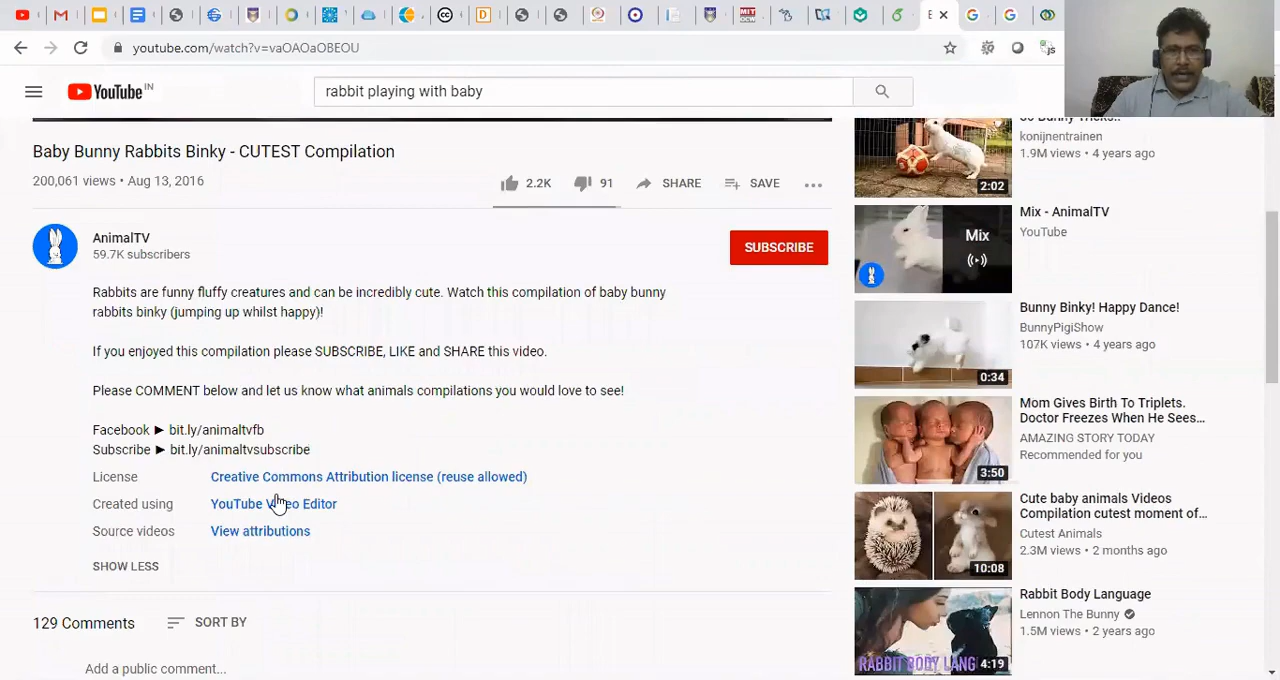 youtube.com/watch?v=vaOAOaOBEOU
YouTube IN
rabbit playing with baby
Baby Bunny Rabbits Binky - CUTEST Compilation
200,061 views • Aug 13, 2016
2.2K
91
SHARE
SAVE
AnimalTV
59.7K subscribers
SUBSCRIBE
Rabbits are funny fluffy creatures and can be incredibly cute. Watch this compilation of baby bunny
rabbits binky (jumping up whilst happy)!
If you enjoyed this compilation please SUBSCRIBE, LIKE and SHARE this video.
Please COMMENT below and let us know what animals compilations you would love to see!
Facebook ► bit.ly/animaltvfb
Subscribe ► bit.ly/animaltvsubscribe
License
Creative Commons Attribution license (reuse allowed)
Created using
YouTube Video Editor
Source videos
View attributions
SHOW LESS
129 Comments
SORT BY
Add a public comment...
konijnentrainen
1.9M views • 4 years ago
2:02
Mix - AnimalTV
YouTube
Mix
Bunny Binky! Happy Dance!
BunnyPigiShow
107K views • 4 years ago
0:34
Mom Gives Birth To Triplets.
Doctor Freezes When He Sees...
AMAZING STORY TODAY
Recommended for you
3:50
Cute baby animals Videos
Compilation cutest moment of...
Cute Animals
2.3M views • 2 months ago
10:08
Rabbit Body Language
Lennon The Bunny
1.5M views • 2 years ago
RABBIT BODY LANG
4:19